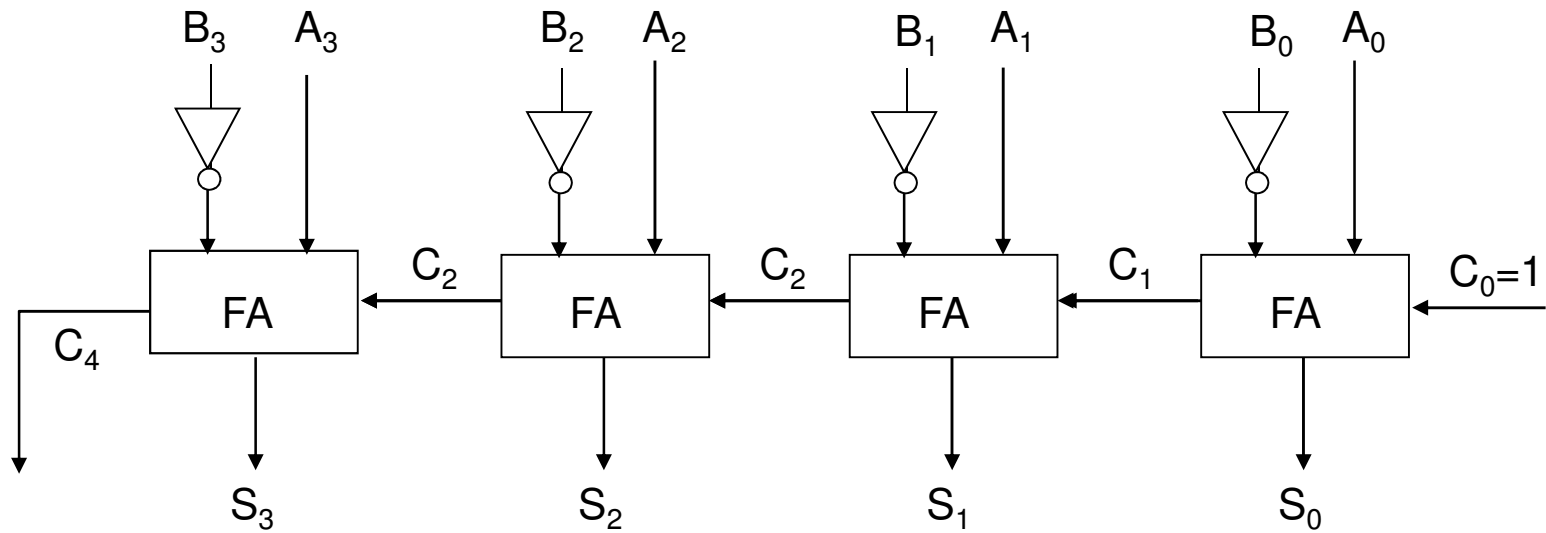 B₃ A₃ B₂ A₂ B₁ A₁ B₀ A₀
C₂ C₂ C₁ C₀=1
FA FA FA FA
C₄
S₃ S₂ S₁ S₀